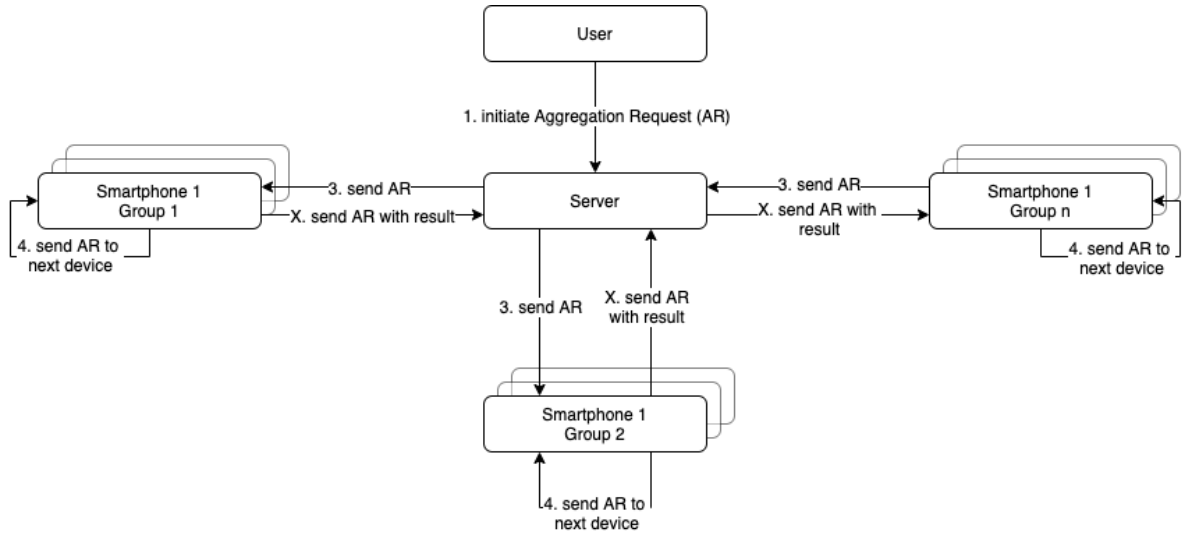 User
1. initiate Aggregation Request (AR)
Smartphone 1
Group 1
3. send AR
X. send AR with result
4. send AR to
next device
Server
3. send AR
X. send AR with
result
Smartphone 1
Group n
4. send AR to
next device
3. send AR
X. send AR
with result
Smartphone 1
Group 2
4. send AR to
next device